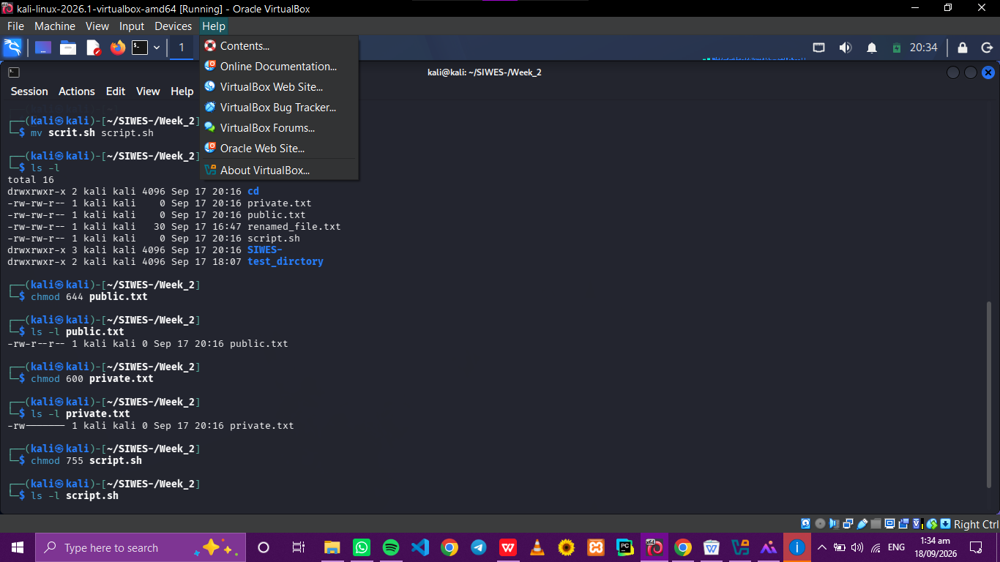 kali-linux-2026.1-virtualbox-amd64 [Running] - Oracle VirtualBox
File Machine View Input Devices Help
1
20:34
Contents...
Online Documentation...
VirtualBox Web Site...
VirtualBox Bug Tracker...
VirtualBox Forums...
Oracle Web Site...
About VirtualBox...
kali@kali: ~/SIWES-/Week_2
Session Actions Edit View Help
┌──(kali㉿kali)-[~/SIWES-/Week_2]
└─$ mv scrit.sh script.sh
┌──(kali㉿kali)-[~/SIWES-/Week_2]
└─$ ls -l
total 16
drwxrwxr-x 2 kali kali 4096 Sep 17 20:16 cd
-rw-rw-r-- 1 kali kali    0 Sep 17 20:16 private.txt
-rw-rw-r-- 1 kali kali    0 Sep 17 20:16 public.txt
-rw-rw-r-- 1 kali kali   30 Sep 17 16:47 renamed_file.txt
-rw-rw-r-- 1 kali kali    0 Sep 17 20:16 script.sh
drwxrwxr-x 3 kali kali 4096 Sep 17 20:16 SIWES-
drwxrwxr-x 2 kali kali 4096 Sep 17 18:07 test_dirctory
┌──(kali㉿kali)-[~/SIWES-/Week_2]
└─$ chmod 644 public.txt
┌──(kali㉿kali)-[~/SIWES-/Week_2]
└─$ ls -l public.txt
-rw-r--r-- 1 kali kali 0 Sep 17 20:16 public.txt
┌──(kali㉿kali)-[~/SIWES-/Week_2]
└─$ chmod 600 private.txt
┌──(kali㉿kali)-[~/SIWES-/Week_2]
└─$ ls -l private.txt
-rw------- 1 kali kali 0 Sep 17 20:16 private.txt
┌──(kali㉿kali)-[~/SIWES-/Week_2]
└─$ chmod 755 script.sh
┌──(kali㉿kali)-[~/SIWES-/Week_2]
└─$ ls -l script.sh
Right Ctrl
Type here to search
ENG
1:34 am
18/09/2026